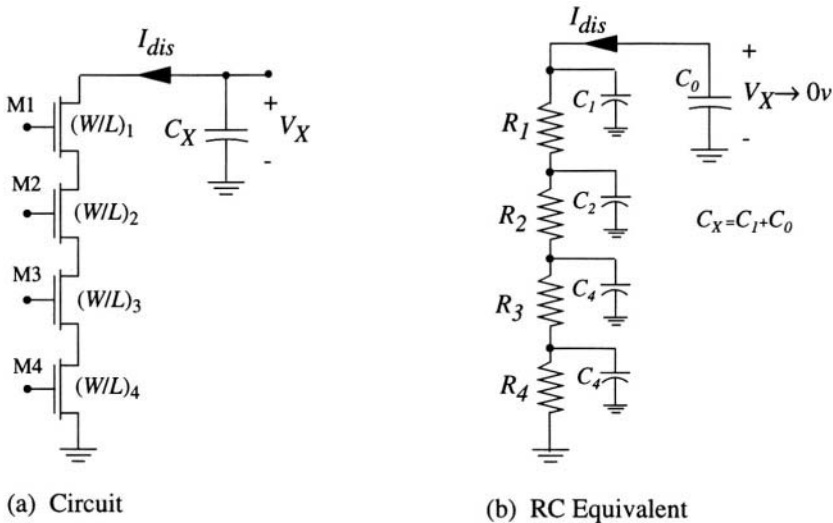 I_dis
M1
(W/L)_1
C_X
+
V_X
-
M2
(W/L)_2
M3
(W/L)_3
M4
(W/L)_4
(a) Circuit
I_dis
C_1
C_0
+
V_X→0v
-
R_1
C_2
R_2
C_X=C_1+C_0
C_4
R_3
C_4
R_4
(b) RC Equivalent